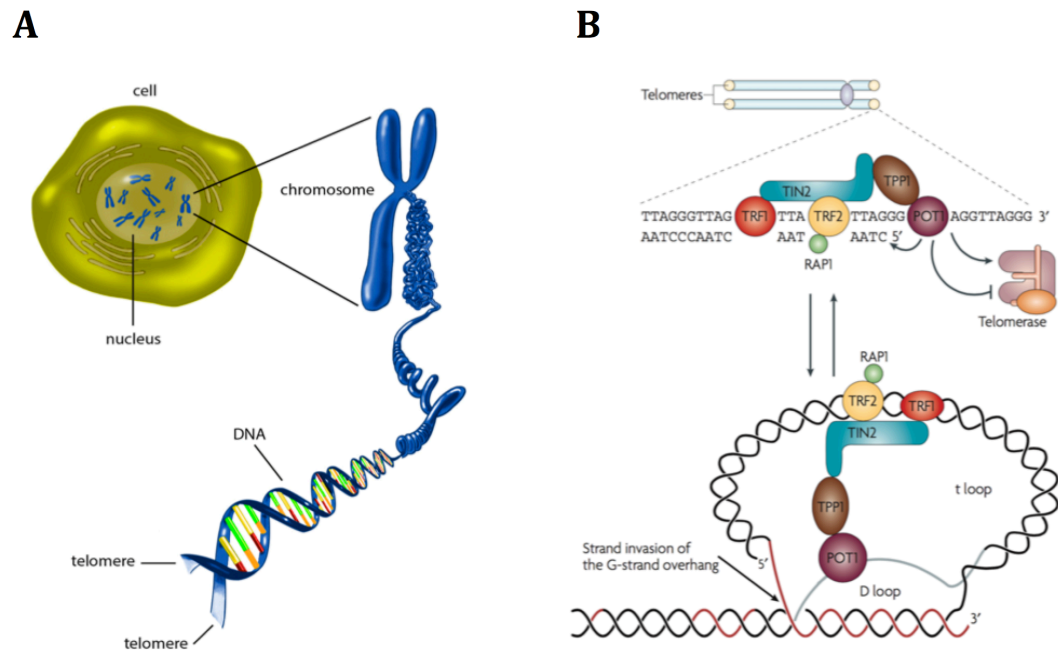 A
cell
chromosome
nucleus
DNA
telomere
telomere
B
Telomeres
TIN2
TPP1
TTAGGGTTAG TRF1 TTA TRF2 TTAGGG POT1 AGGTTAGGG 3′
AATCCCAATC AAT AATC 5′
RAP1
Telomerase
RAP1
TRF2 TRF1
TIN2
TPP1
t loop
Strand invasion of
the G-strand overhang
5′
POT1
D loop
3′